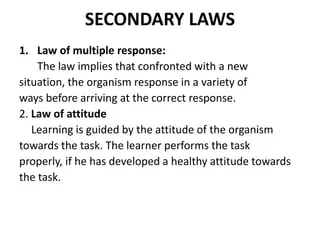 SECONDARY LAWS
1. Law of multiple response:
The law implies that confronted with a new
situation, the organism response in a variety of
ways before arriving at the correct response.
2. Law of attitude
Learning is guided by the attitude of the organism
towards the task. The learner performs the task
properly, if he has developed a healthy attitude towards
the task.